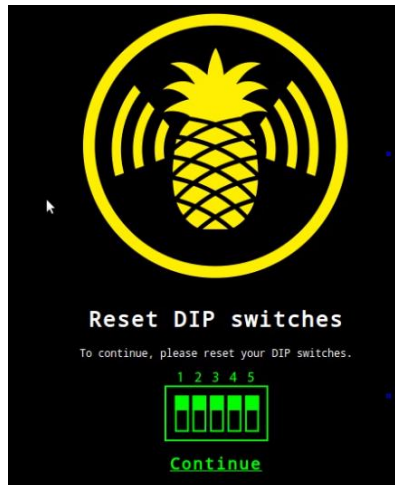 Reset DIP switches
To continue, please reset your DIP switches.
1 2 3 4 5
Continue